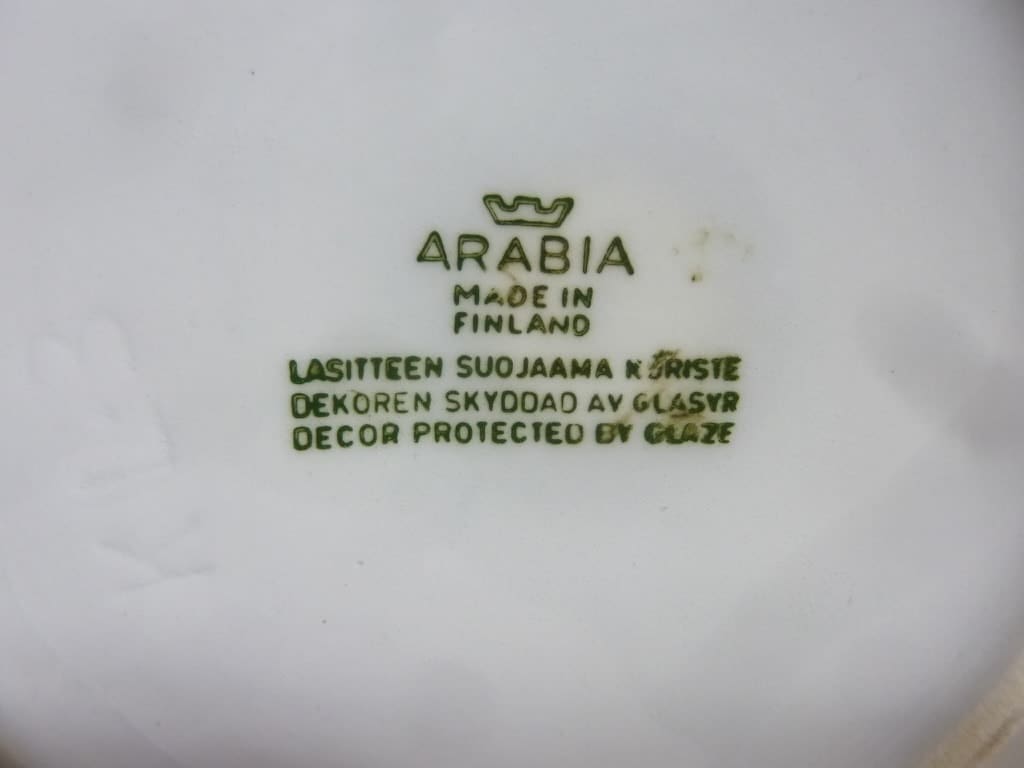 ARABIA
MADE IN
FINLAND
LASITTEEN SUOJAAMA KORISTE
DEKOREN SKYDDAD AV GLASYR
DECOR PROTECTED BY GLAZE